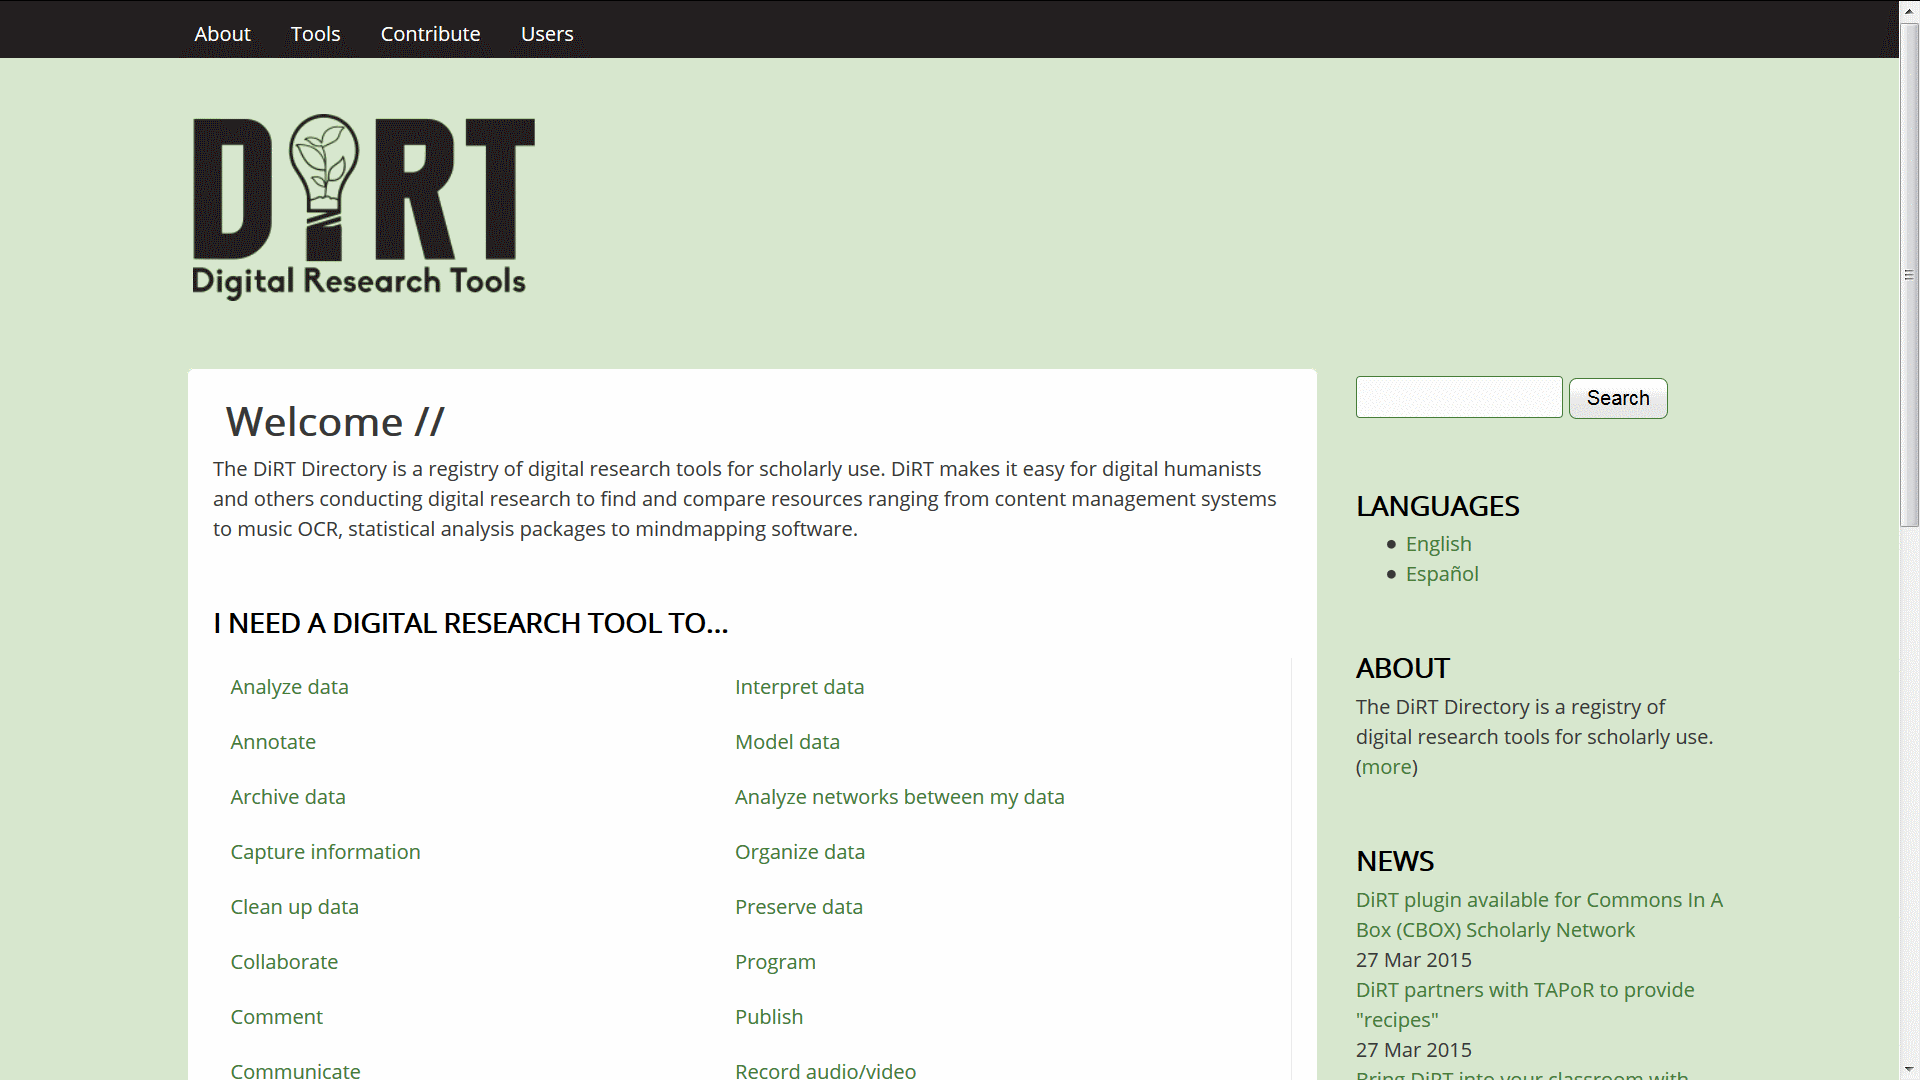 About Tools Contribute Users
DiRT
Digital Research Tools
Welcome //
The DiRT Directory is a registry of digital research tools for scholarly use. DiRT makes it easy for digital humanists
and others conducting digital research to find and compare resources ranging from content management systems
to music OCR, statistical analysis packages to mindmapping software.
I NEED A DIGITAL RESEARCH TOOL TO...
Analyze data
Interpret data
Annotate
Model data
Archive data
Analyze networks between my data
Capture information
Organize data
Clean up data
Preserve data
Collaborate
Program
Comment
Publish
Communicate
Record audio/video
Search
LANGUAGES
English
Español
ABOUT
The DiRT Directory is a registry of
digital research tools for scholarly use.
(more)
NEWS
DiRT plugin available for Commons In A
Box (CBOX) Scholarly Network
27 Mar 2015
DiRT partners with TAPoR to provide
"recipes"
27 Mar 2015
Bring DiRT into your classroom with